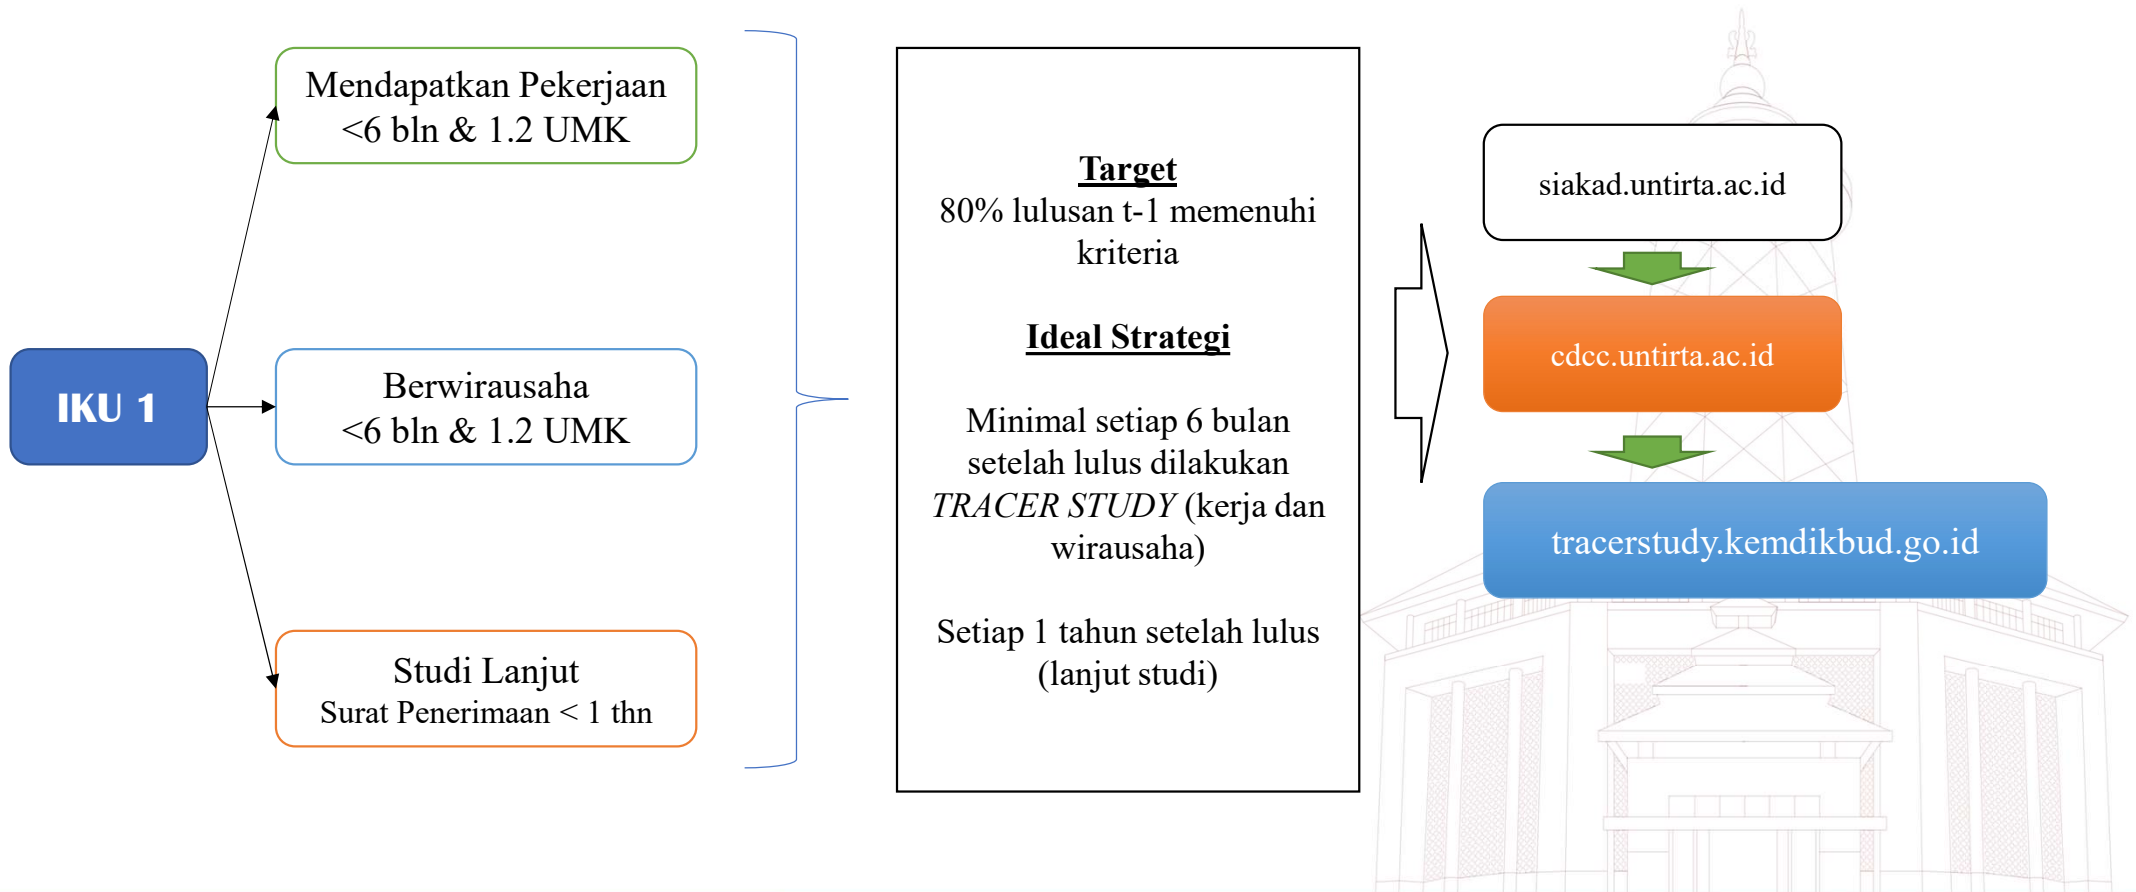 IKU 1
Mendapatkan Pekerjaan
<6 bln & 1.2 UMK
Berwirausaha
<6 bln & 1.2 UMK
Studi Lanjut
Surat Penerimaan < 1 thn
Target
80% lulusan t-1 memenuhi
kriteria
Ideal Strategi
Minimal setiap 6 bulan
setelah lulus dilakukan
TRACER STUDY (kerja dan
wirausaha)
Setiap 1 tahun setelah lulus
(lanjut studi)
siakad.untirta.ac.id
cdcc.untirta.ac.id
tracerstudy.kemdikbud.go.id